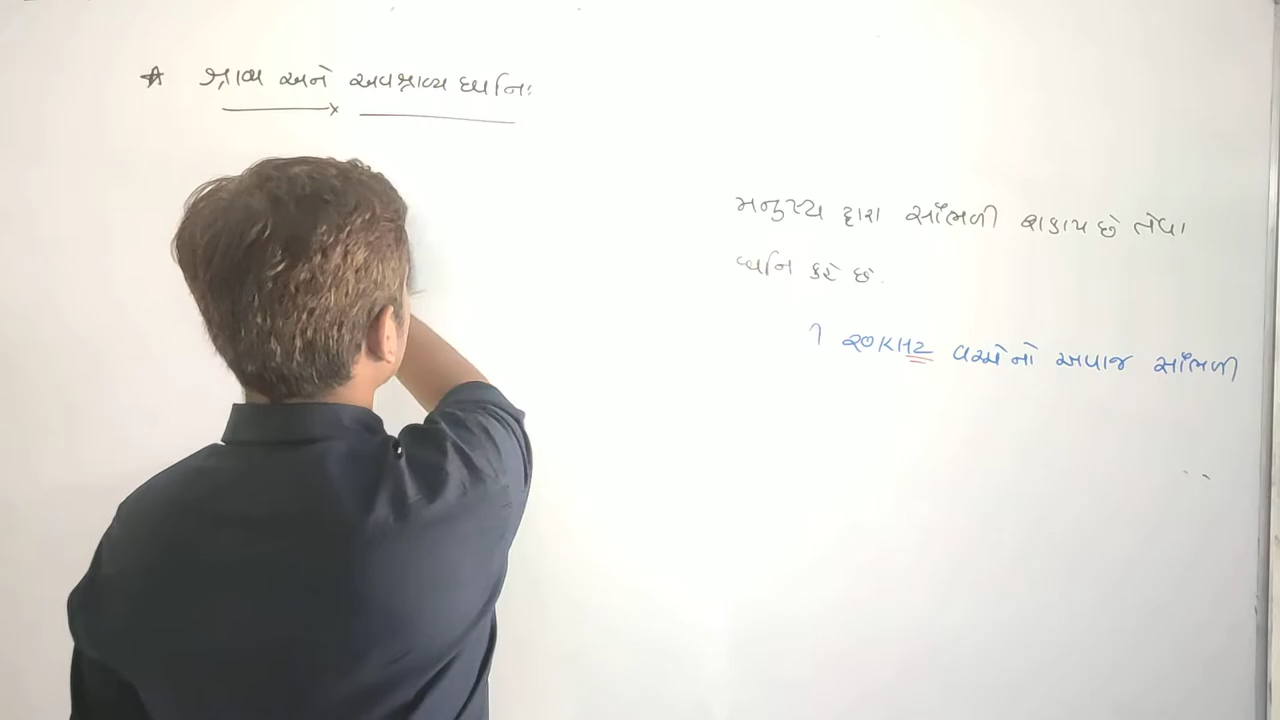 * શ્રાવ્ય અને અવશ્રાવ્ય ધ્વનિ:
મનુષ્ય દ્વારા સાંભળી શકાય છે તેવા
ધ્વનિ કહે છે.
૨૦KHz વચ્ચેનો અવાજ સાંભળી